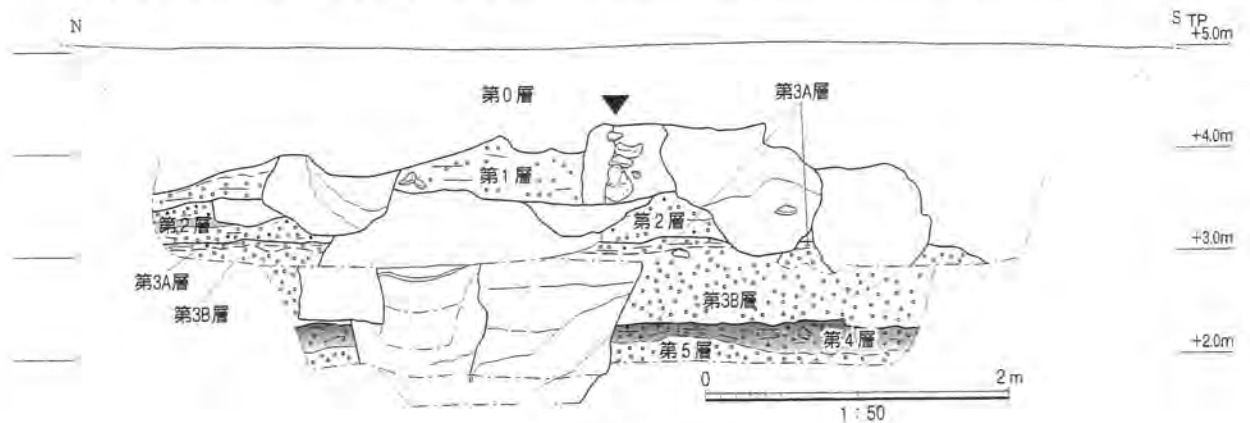 N
S TP
+5.0m
第0層
第3A層
+4.0m
第1層
第2層
第2層
+3.0m
第3A層
第3B層
第3B層
第4層
第5層
+2.0m
0 2m
1:50